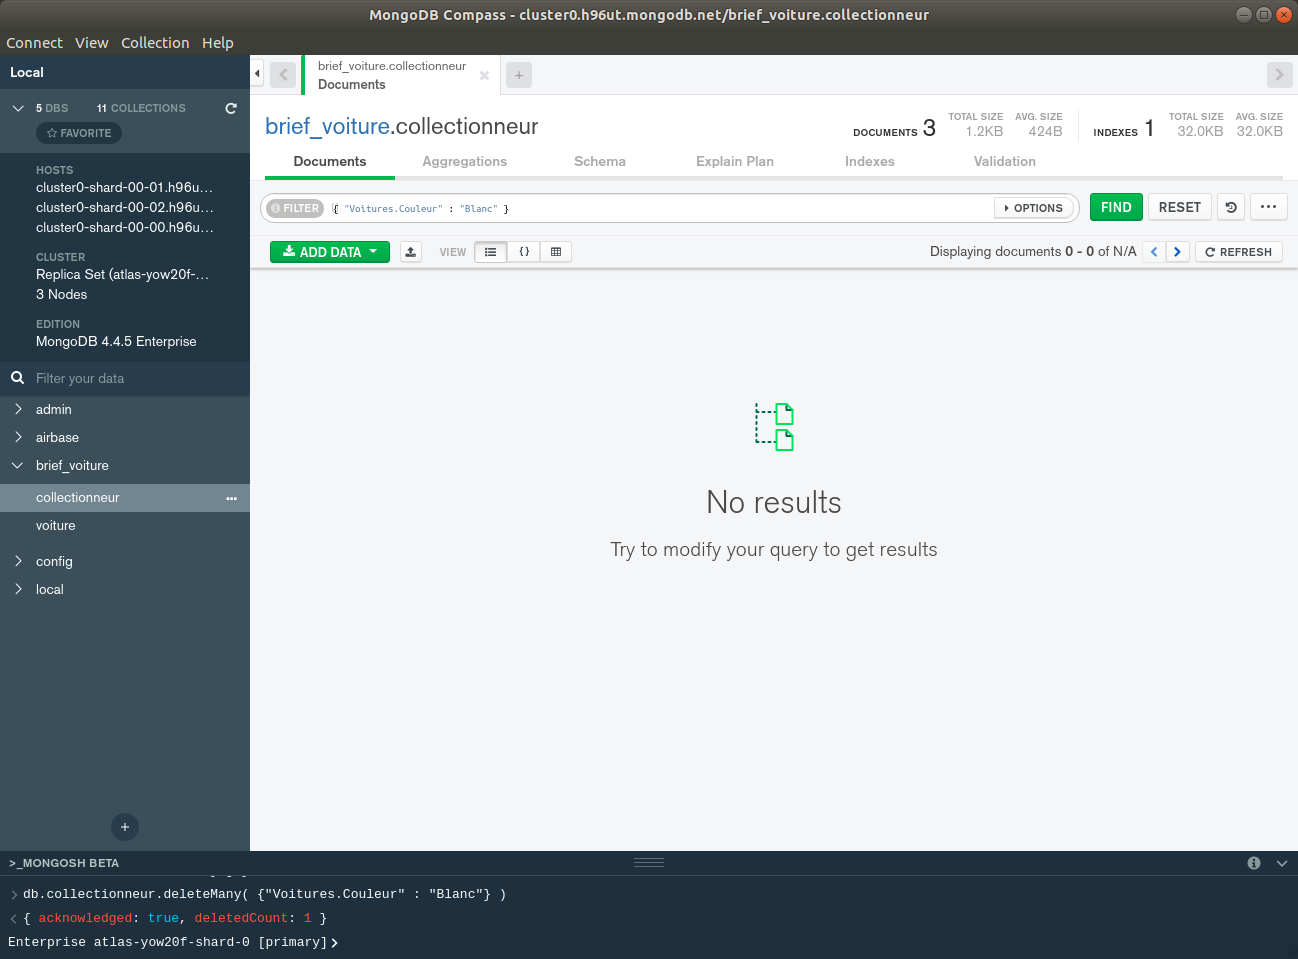 MongoDB Compass - cluster0.h96ut.mongodb.net/brief_voiture.collectionneur
Connect View Collection Help
Local
5 DBS 11 COLLECTIONS
FAVORITE
HOSTS
cluster0-shard-00-01.h96u...
cluster0-shard-00-02.h96u...
cluster0-shard-00-00.h96u...
CLUSTER
Replica Set (atlas-yow20f-...
3 Nodes
EDITION
MongoDB 4.4.5 Enterprise
Filter your data
admin
airbase
brief_voiture
collectionneur ...
voiture
config
local
+
brief_voiture.collectionneur
Documents
+
brief_voiture.collectionneur
DOCUMENTS 3 TOTAL SIZE 1.2KB AVG. SIZE 424B INDEXES 1 TOTAL SIZE 32.0KB AVG. SIZE 32.0KB
Documents Aggregations Schema Explain Plan Indexes Validation
FILTER { "Voitures.Couleur" : "Blanc" } OPTIONS FIND RESET ...
ADD DATA VIEW {} Displaying documents 0 - 0 of N/A < > REFRESH
No results
Try to modify your query to get results
>_MONGOSH BETA
> db.collectionneur.deleteMany( {"Voitures.Couleur" : "Blanc"} )
< { acknowledged: true, deletedCount: 1 }
Enterprise atlas-yow20f-shard-0 [primary]>